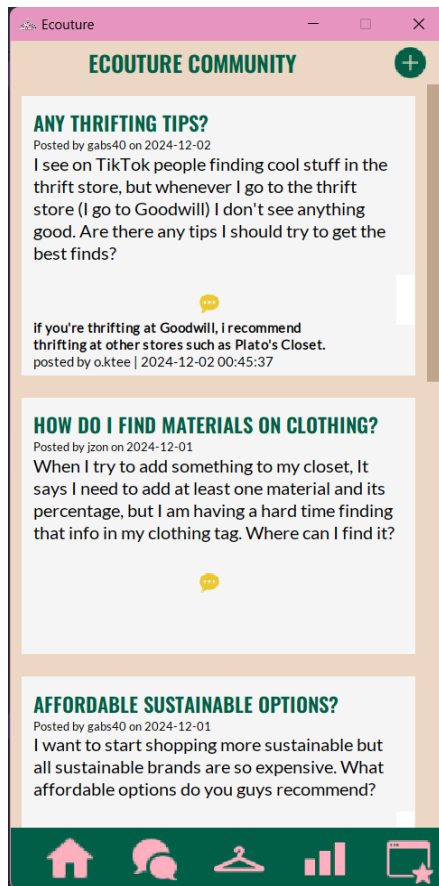 Ecouture
ECOUTURE COMMUNITY
ANY THRIFTING TIPS?
Posted by gabs40 on 2024-12-02
I see on TikTok people finding cool stuff in the
thrift store, but whenever I go to the thrift
store (I go to Goodwill) I don't see anything
good. Are there any tips I should try to get the
best finds?
if you're thrifting at Goodwill, i recommend
thrifting at other stores such as Plato's Closet.
posted by o.ktee | 2024-12-02 00:45:37
HOW DO I FIND MATERIALS ON CLOTHING?
Posted by jzon on 2024-12-01
When I try to add something to my closet, It
says I need to add at least one material and its
percentage, but I am having a hard time finding
that info in my clothing tag. Where can I find it?
AFFORDABLE SUSTAINABLE OPTIONS?
Posted by gabs40 on 2024-12-01
I want to start shopping more sustainable but
all sustainable brands are so expensive. What
affordable options do you guys recommend?